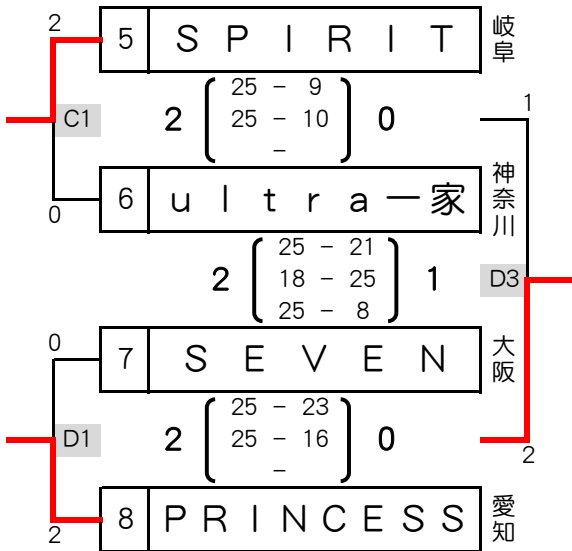 2
5 SPIRIT 岐阜
C1 2 25 - 9 0 1
25 - 10
-
0 6 ultra一家 神奈川
25 - 21
2 18 - 25 1 D3
25 - 8
0
7 SEVEN 大阪
25 - 23
D1 2 25 - 16 0
- 2
2 8 PRINCESS 愛知